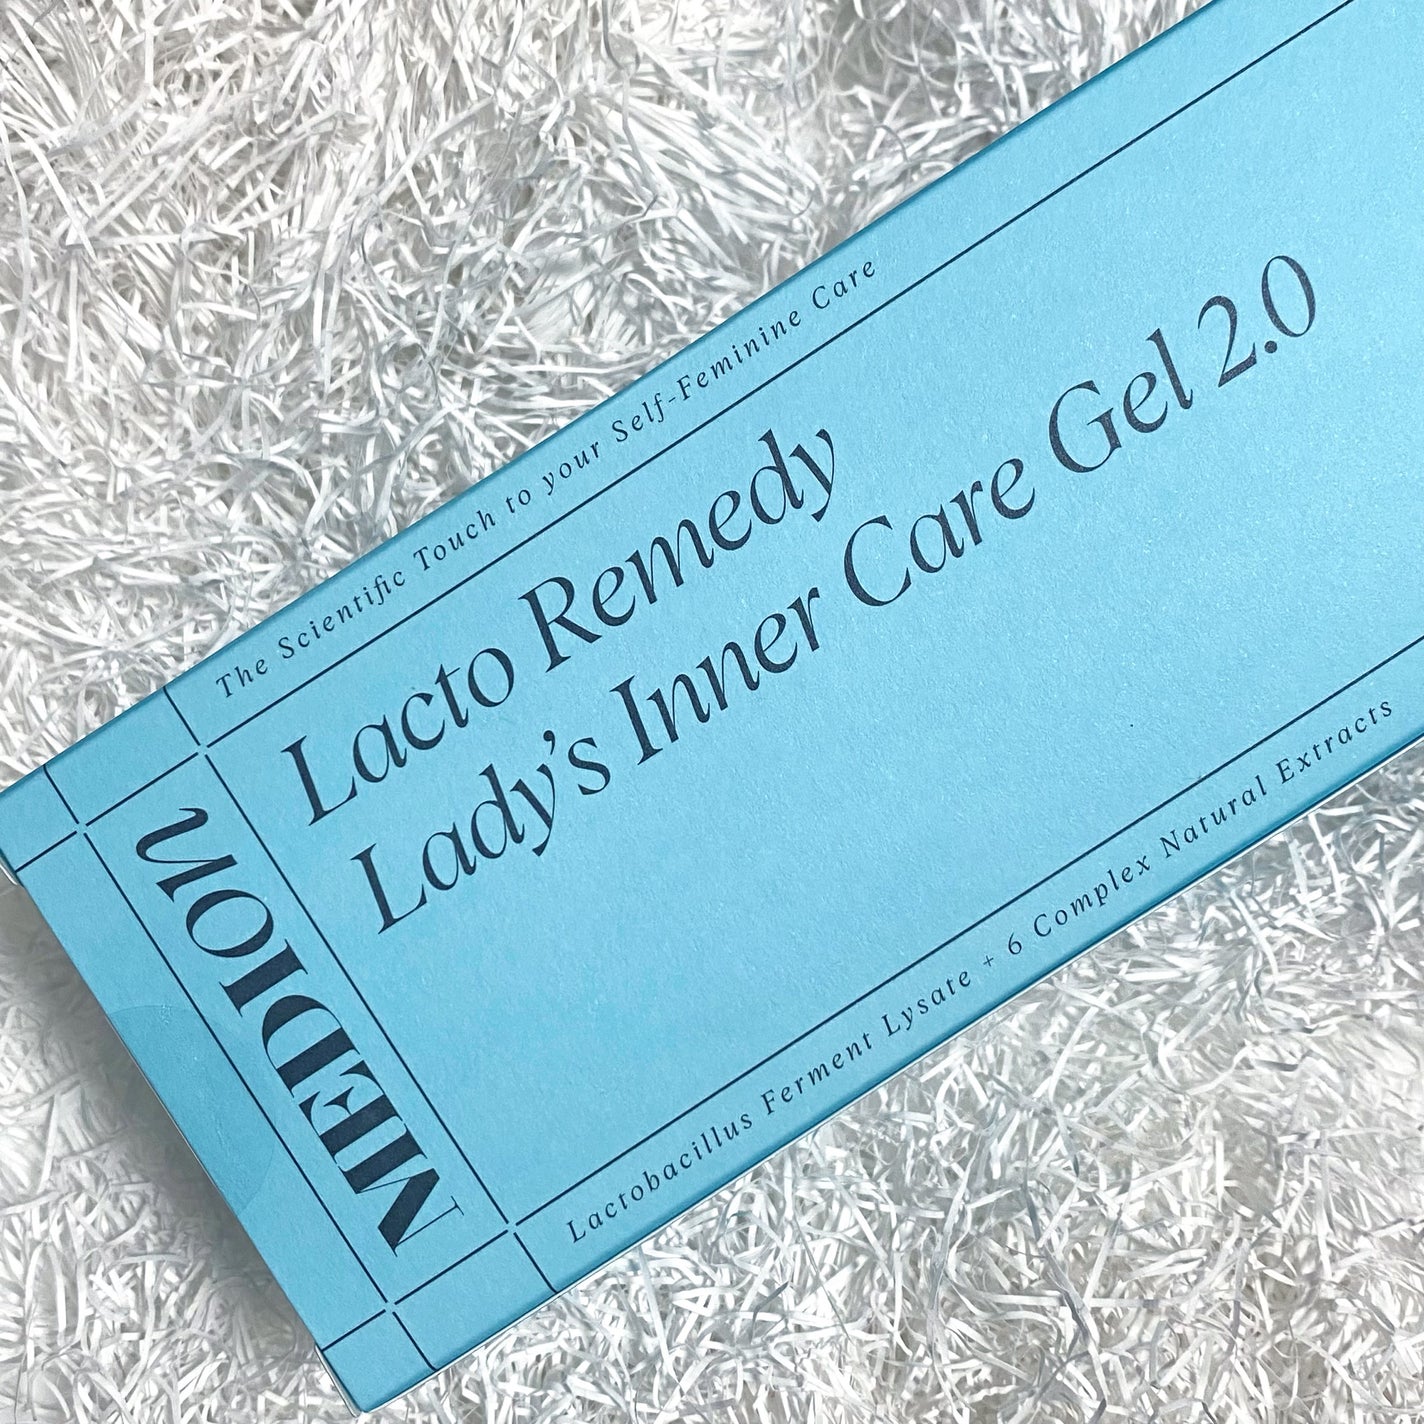 The Scientific Touch to your Self-Feminine Care
Lacto Remedy
Lady's Inner Care Gel 2.0
Lactobacillus Ferment Lysate + 6 Complex Natural Extracts
MEDION